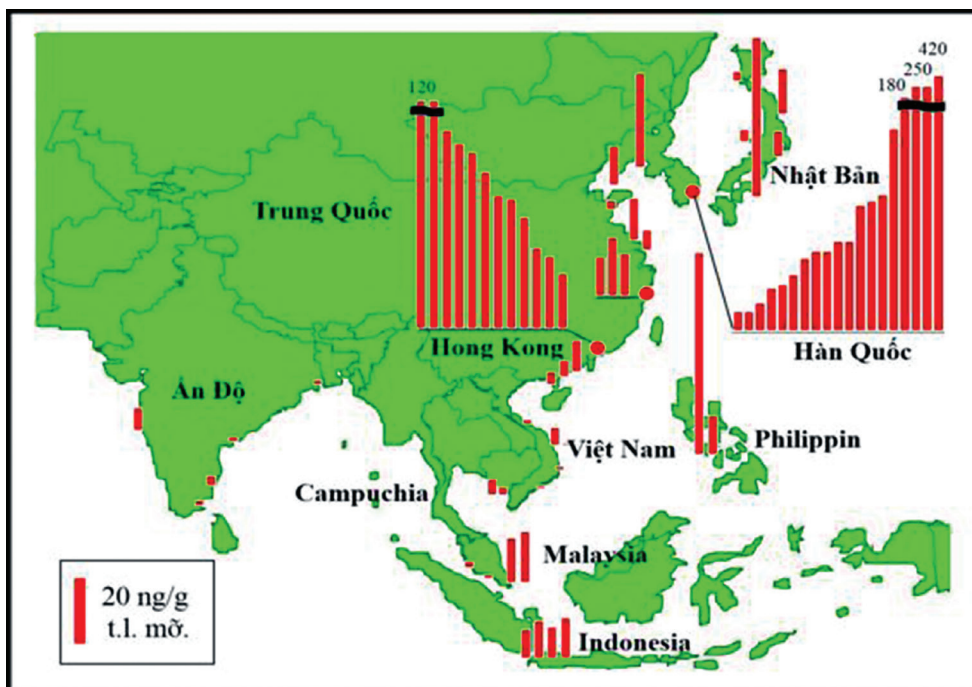 420
250
180
120
Nhật Bản
Trung Quốc
Hong Kong
Hàn Quốc
Ấn Độ
Việt Nam
Philippin
Campuchia
Malaysia
20 ng/g
t.l. mỡ.
Indonesia